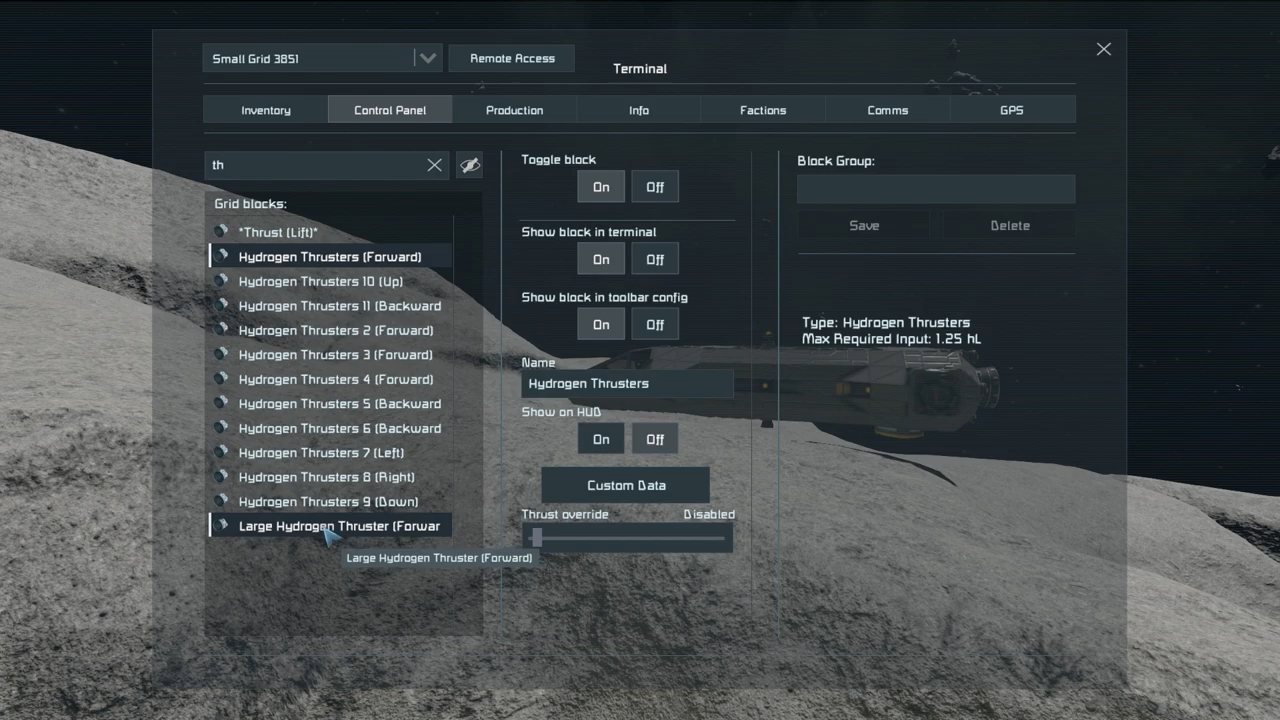 Small Grid 3851
Remote Access
Terminal
Inventory
Control Panel
Production
Info
Factions
Comms
GPS
th
Grid blocks:
*Thrust (Lift)*
Hydrogen Thrusters (Forward)
Hydrogen Thrusters 10 (Up)
Hydrogen Thrusters 11 (Backward
Hydrogen Thrusters 2 (Forward)
Hydrogen Thrusters 3 (Forward)
Hydrogen Thrusters 4 (Forward)
Hydrogen Thrusters 5 (Backward
Hydrogen Thrusters 6 (Backward
Hydrogen Thrusters 7 (Left)
Hydrogen Thrusters 8 (Right)
Hydrogen Thrusters 9 (Down)
Large Hydrogen Thruster (Forwar
Large Hydrogen Thruster (Forward)
Toggle block
On Off
Show block in terminal
On Off
Show block in toolbar config
On Off
Name
Hydrogen Thrusters
Show on HUD
On Off
Custom Data
Thrust override Disabled
Block Group:
Save Delete
Type: Hydrogen Thrusters
Max Required Input: 1.25 hL